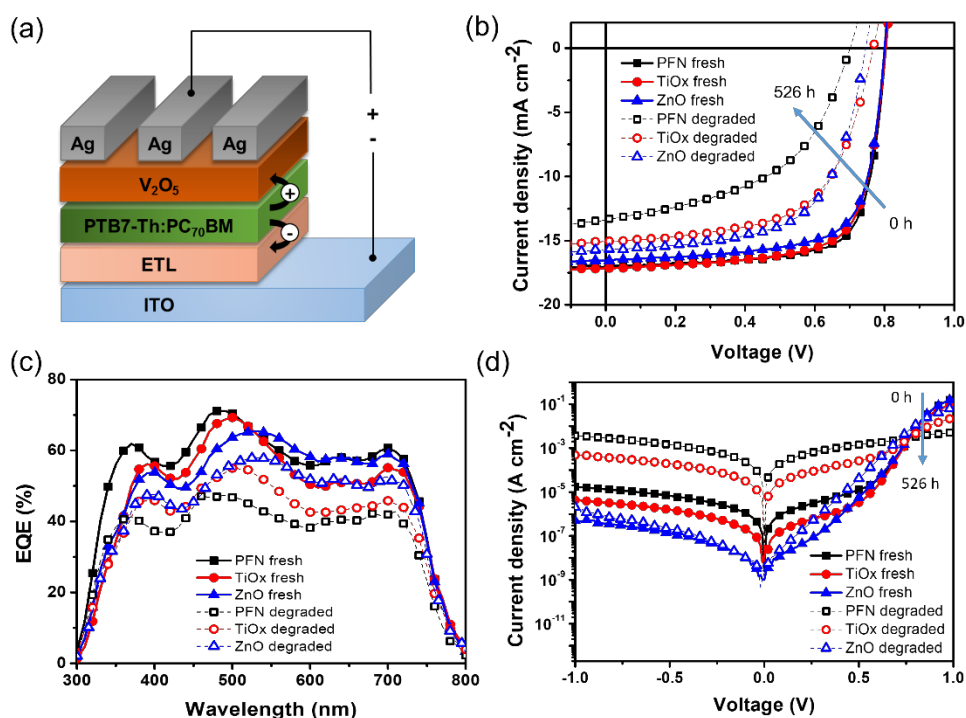 (a)
+
-
Ag Ag Ag
V2O5
+
PTB7-Th:PC70BM
-
ETL
ITO
(b)
Current density (mA cm-2)
0
-5
-10
-15
-20
PFN fresh
TiOx fresh
ZnO fresh
PFN degraded
TiOx degraded
ZnO degraded
526 h
0 h
0.0 0.2 0.4 0.6 0.8 1.0
Voltage (V)
(c)
EQE (%)
80
60
40
20
0
PFN fresh
TiOx fresh
ZnO fresh
PFN degraded
TiOx degraded
ZnO degraded
300 400 500 600 700 800
Wavelength (nm)
(d)
Current density (A cm-2)
10-1
10-3
10-5
10-7
10-9
10-11
0 h
526 h
PFN fresh
TiOx fresh
ZnO fresh
PFN degraded
TiOx degraded
ZnO degraded
-1.0 -0.5 0.0 0.5 1.0
Voltage (V)